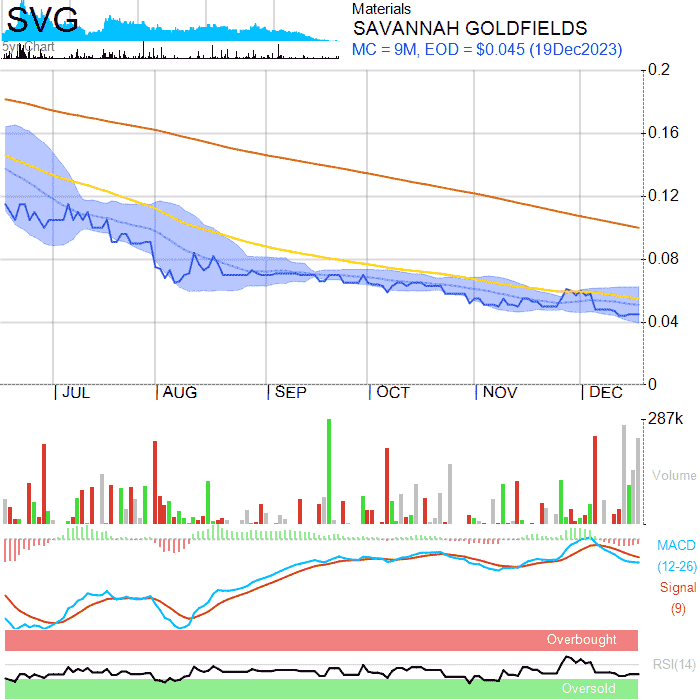 SVG
5yr Chart
Materials
SAVANNAH GOLDFIELDS
MC = 9M, EOD = $0.045 (19Dec2023)
0.2
0.16
0.12
0.08
0.04
0
JUL AUG SEP OCT NOV DEC
287k
Volume
MACD
(12-26)
Signal
(9)
Overbought
RSI(14)
Oversold